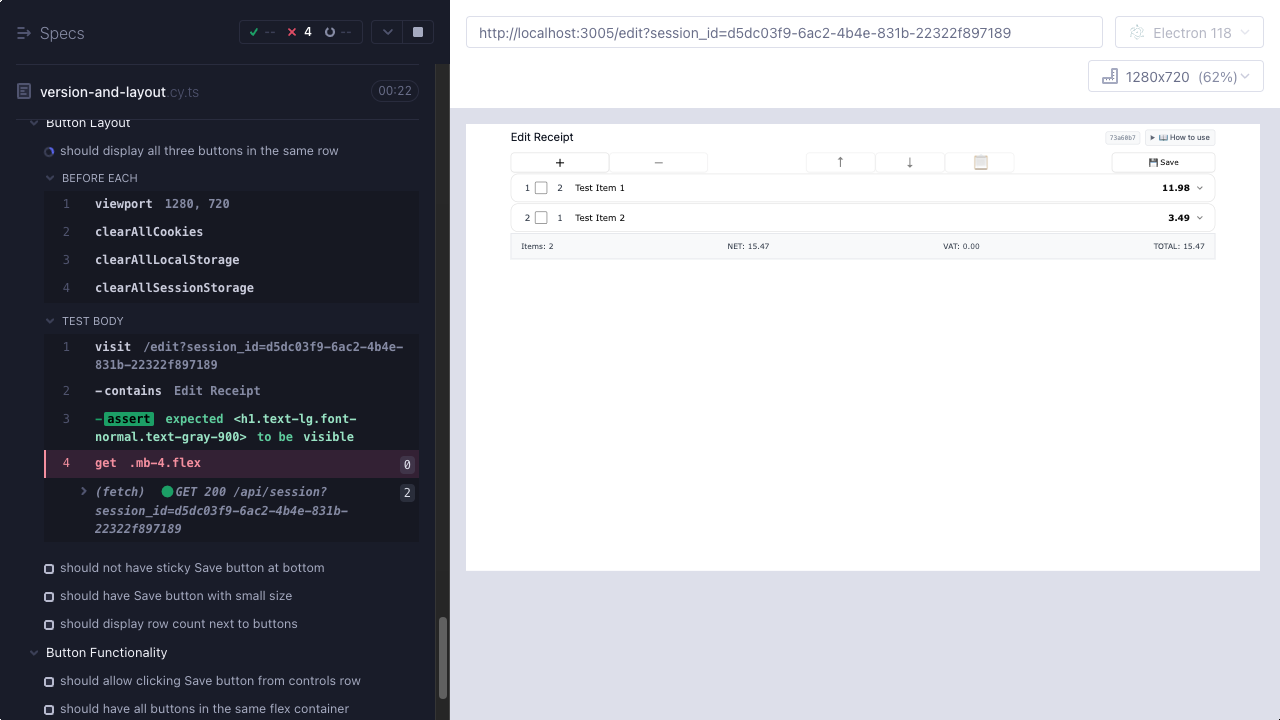 Specs
-- 4 --
version-and-layout.cy.ts
00:22
Button Layout
should display all three buttons in the same row
BEFORE EACH
1 viewport 1280, 720
2 clearAllCookies
3 clearAllLocalStorage
4 clearAllSessionStorage
TEST BODY
1 visit /edit?session_id=d5dc03f9-6ac2-4b4e-
831b-22322f897189
2 -contains Edit Receipt
3 -assert expected <h1.text-lg.font-
normal.text-gray-900> to be visible
4 get .mb-4.flex 0
(fetch) GET 200 /api/session? 2
session_id=d5dc03f9-6ac2-4b4e-831b-
22322f897189
should not have sticky Save button at bottom
should have Save button with small size
should display row count next to buttons
Button Functionality
should allow clicking Save button from controls row
should have all buttons in the same flex container
http://localhost:3005/edit?session_id=d5dc03f9-6ac2-4b4e-831b-22322f897189
Electron 118
1280x720 (62%)
Edit Receipt
73a60b7
How to use
+ − ↑ ↓ Save
1 2 Test Item 1 11.98
2 1 Test Item 2 3.49
Items: 2 NET: 15.47 VAT: 0.00 TOTAL: 15.47